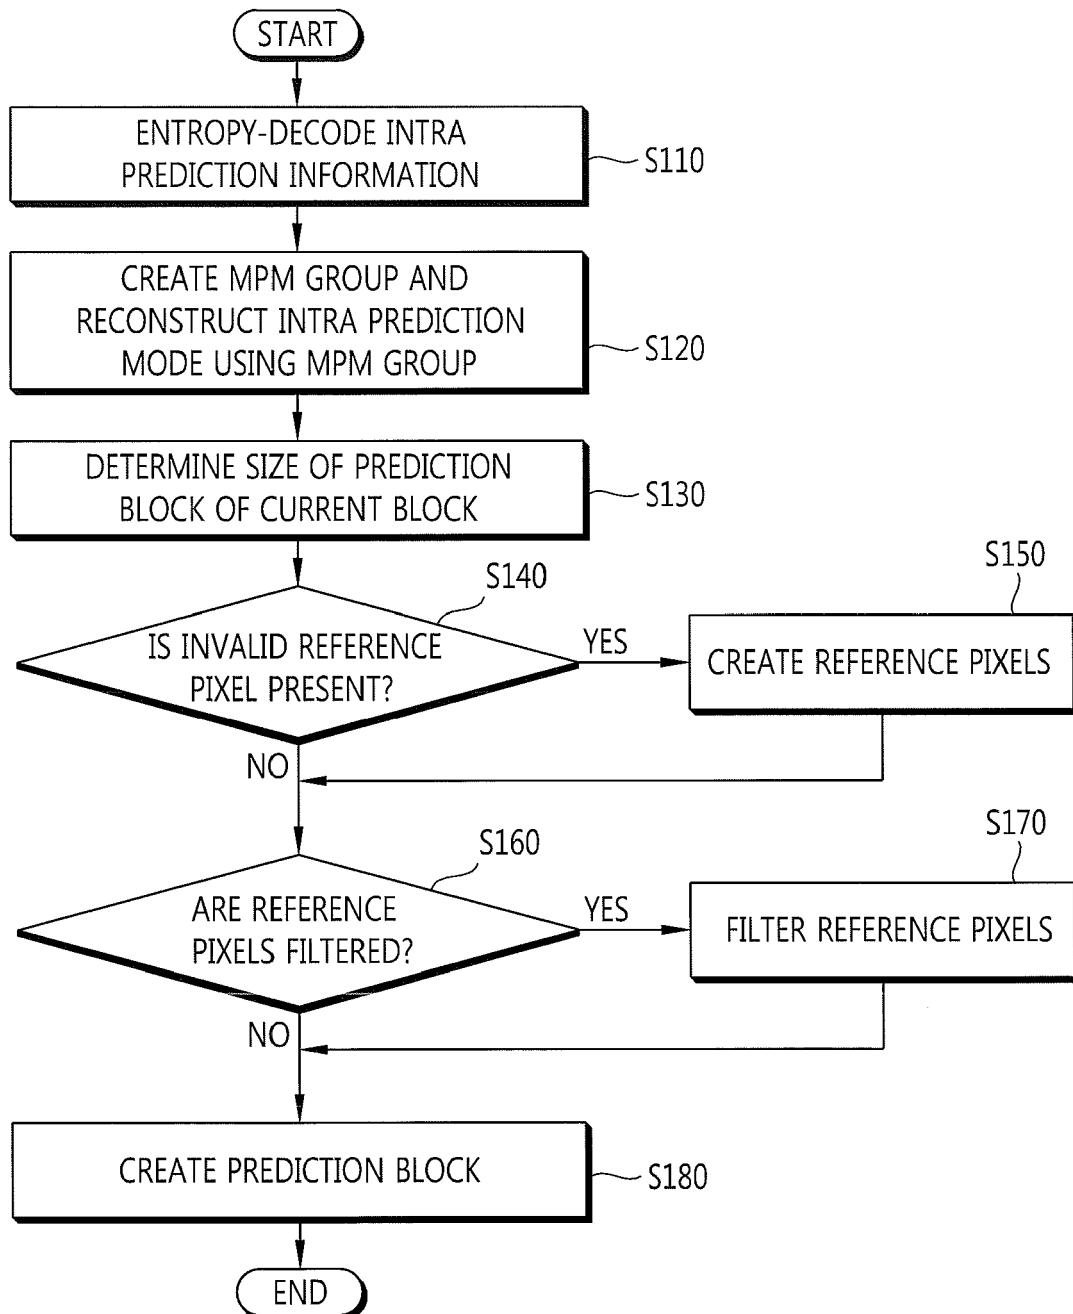 START
ENTROPY-DECODE INTRA
PREDICTION INFORMATION
S110
CREATE MPM GROUP AND
RECONSTRUCT INTRA PREDICTION
MODE USING MPM GROUP
S120
DETERMINE SIZE OF PREDICTION
BLOCK OF CURRENT BLOCK
S130
S140
IS INVALID REFERENCE
PIXEL PRESENT?
YES
S150
CREATE REFERENCE PIXELS
NO
S160
ARE REFERENCE
PIXELS FILTERED?
YES
S170
FILTER REFERENCE PIXELS
NO
CREATE PREDICTION BLOCK
S180
END